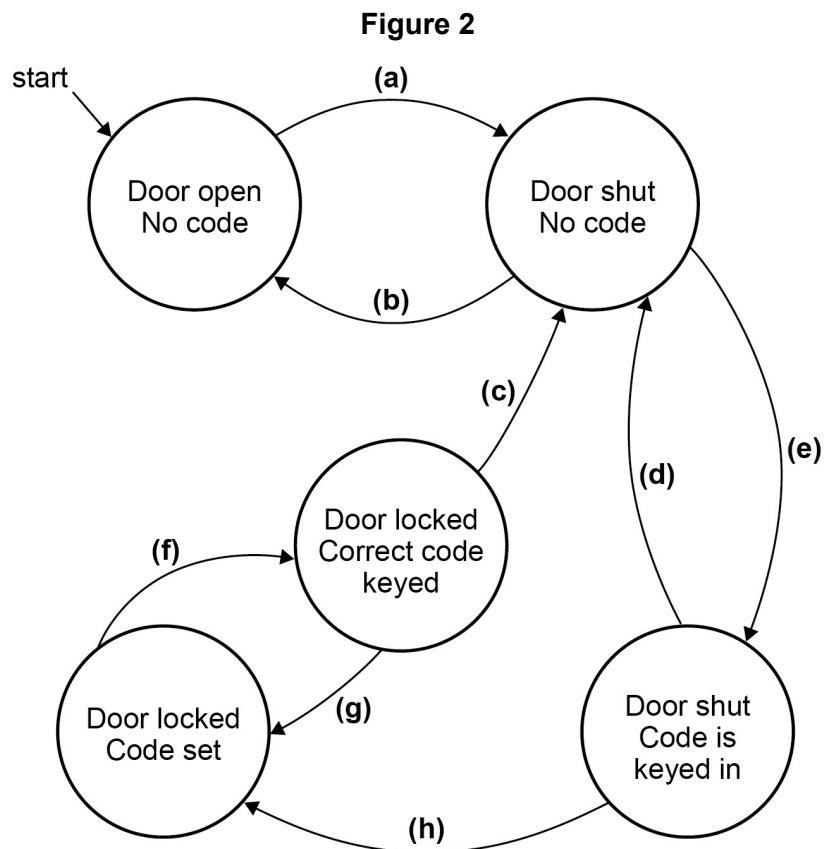 Figure 2
start
(a)
Door open
No code
Door shut
No code
(b)
(c)
(d)
(e)
Door locked
Correct code
keyed
(f)
(g)
Door locked
Code set
Door shut
Code is
keyed in
(h)